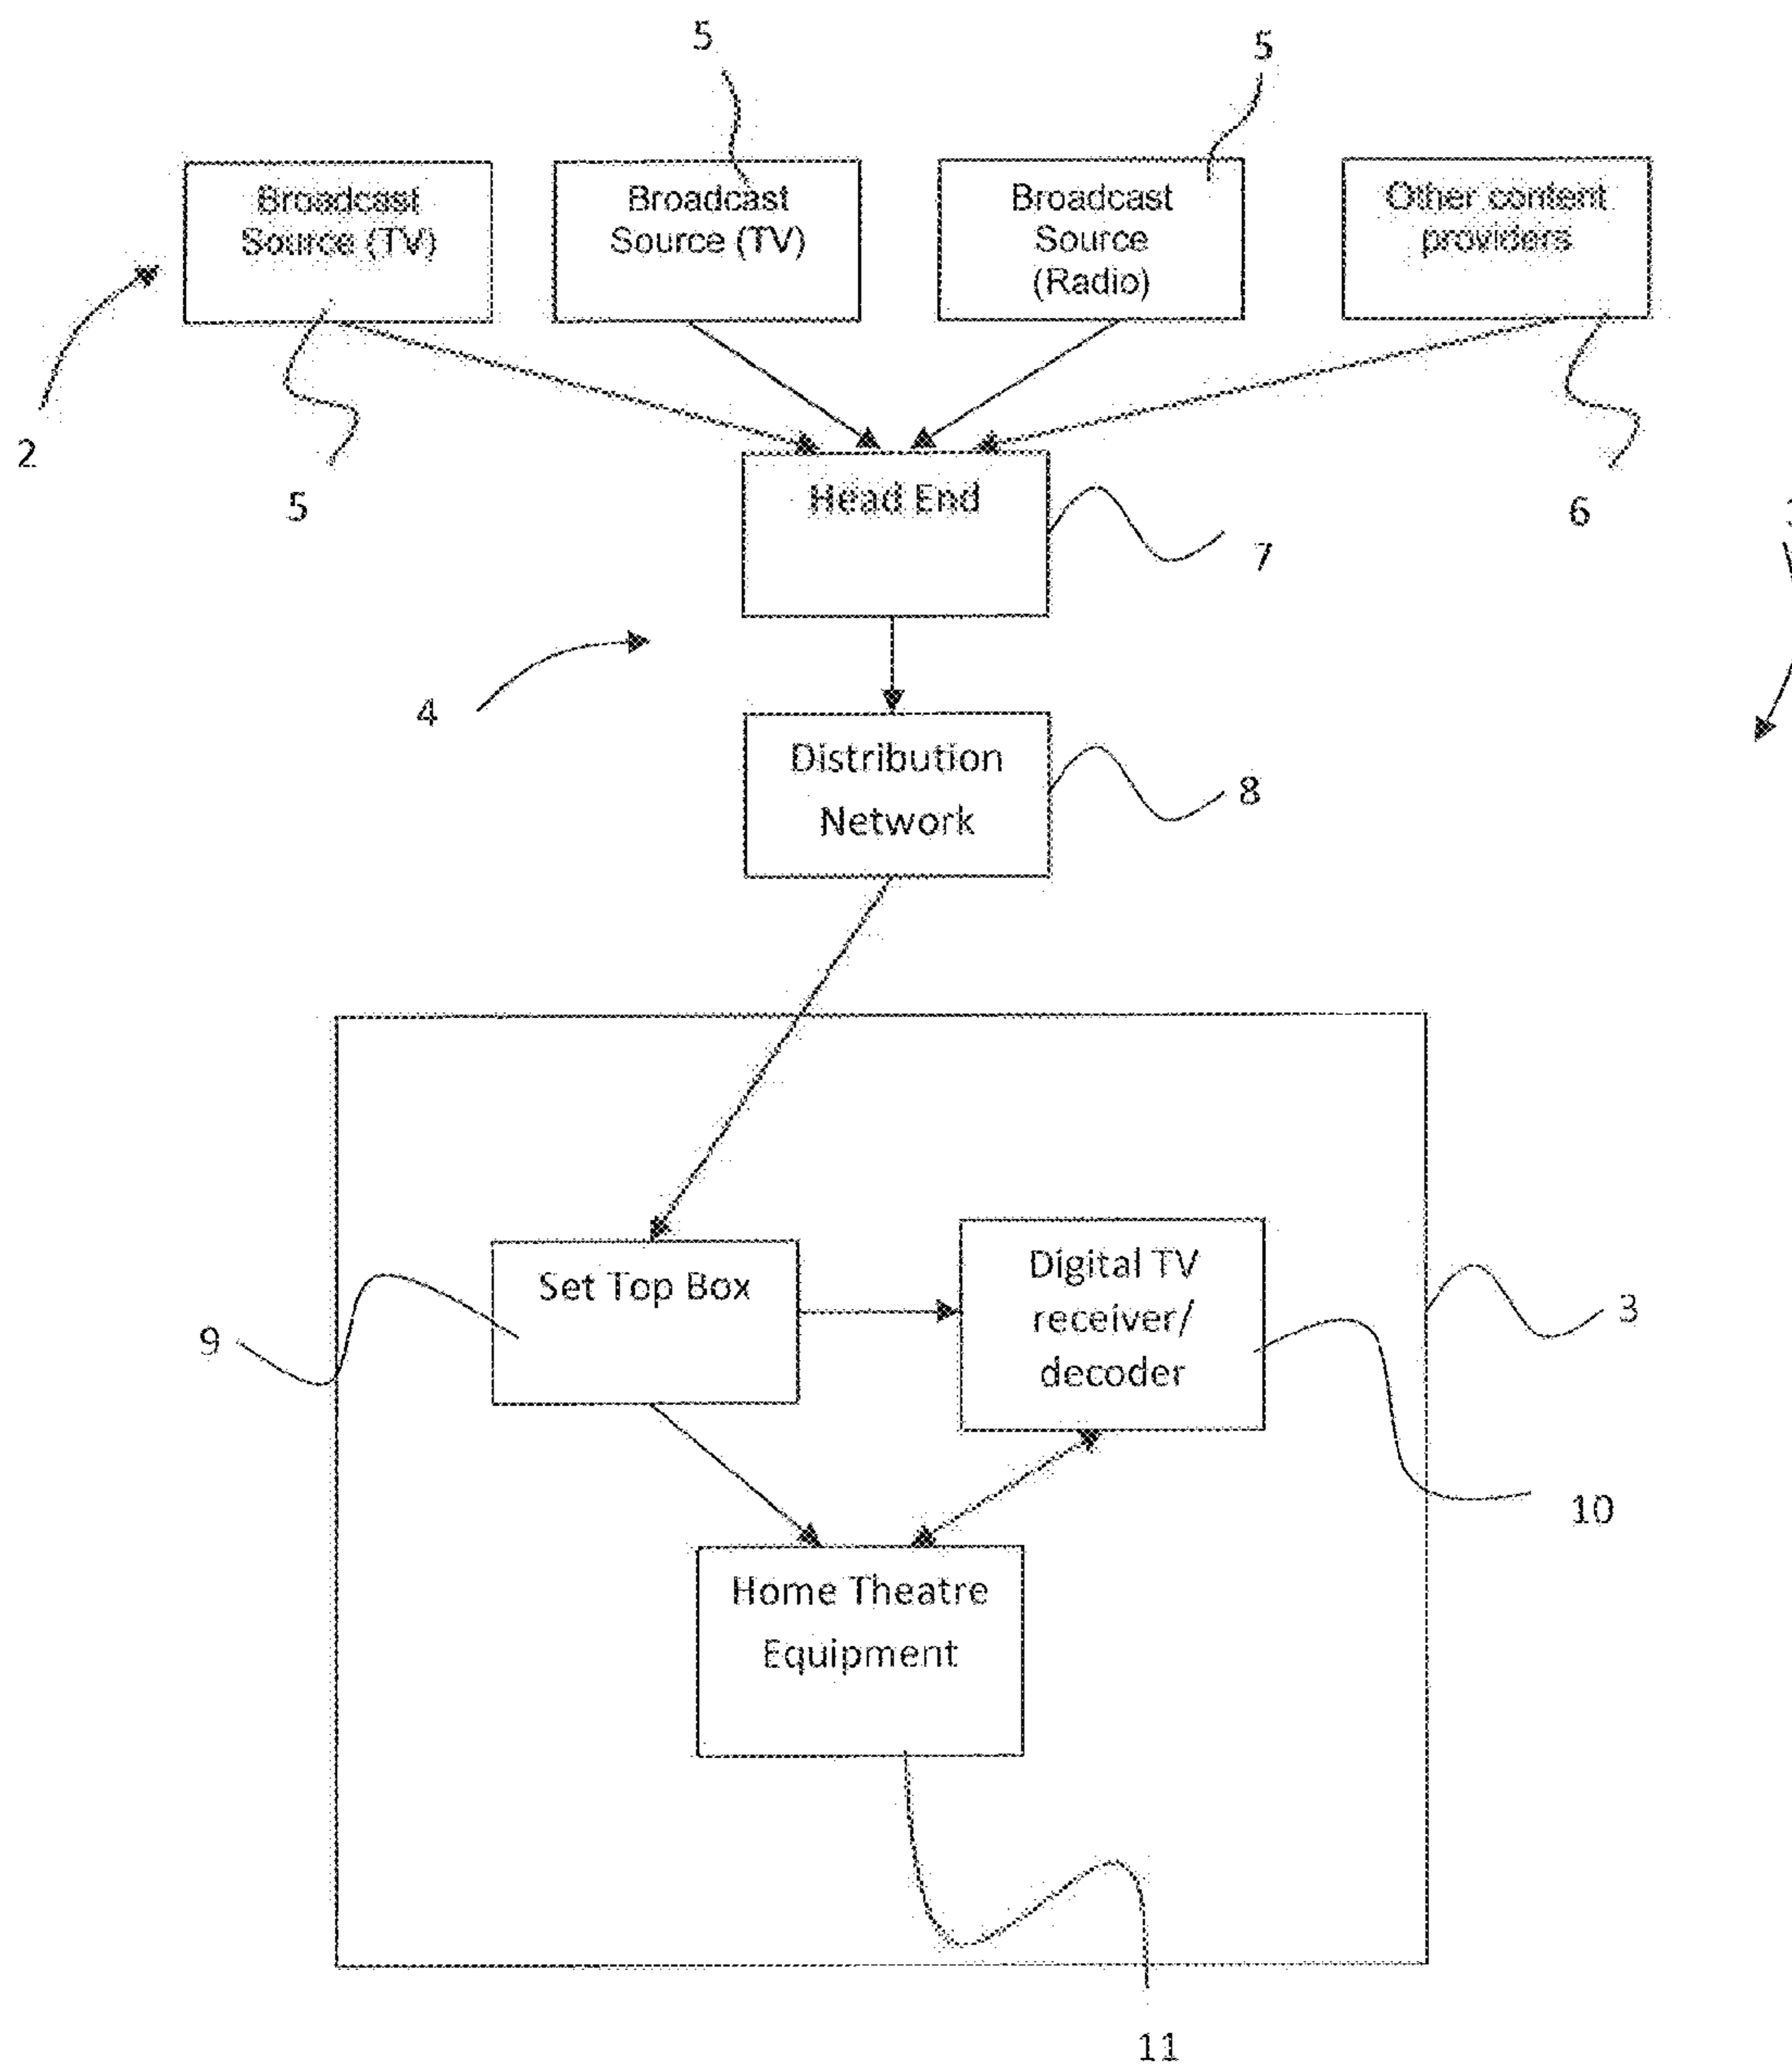 5
5
Broadcast
Source (TV)
Broadcast
Source (TV)
Broadcast
Source
(Radio)
Other content
providers
2
5
Head End
7
6
4
Distribution
Network
8
Set Top Box
Digital TV
receiver/
decoder
9
3
10
Home Theatre
Equipment
11